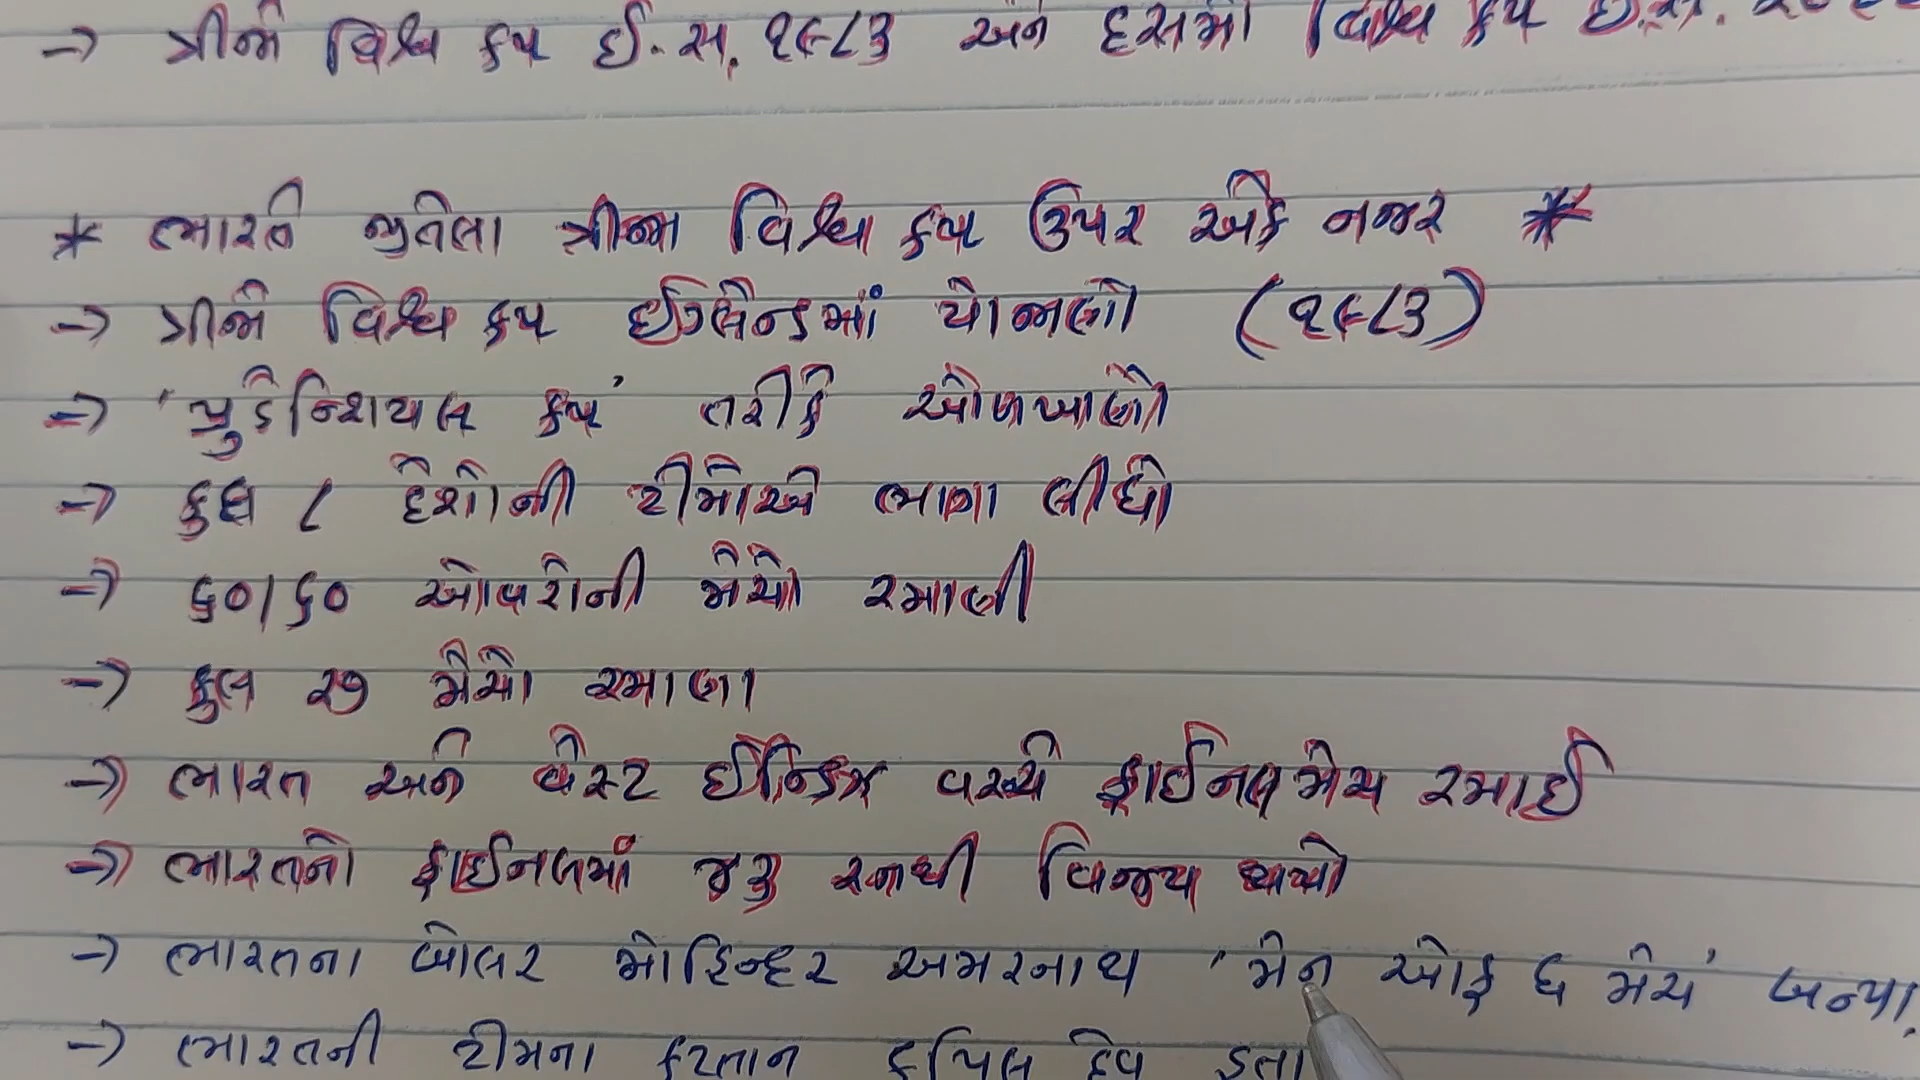 → ત્રીજો વિશ્વ કપ ઈ.સ. ૧૯૮૩ અને દસમો વિશ્વ કપ ઈ.સ.
* ભારતે જીતેલા ત્રીજા વિશ્વ કપ ઉપર એક નજર *
→ ત્રીજો વિશ્વ કપ ઈંગ્લેન્ડમાં યોજાણો (૧૯૮૩)
→ 'પ્રુડેન્શિયલ કપ' તરીકે ઓળખાણો
→ કુલ ૮ દેશોની ટીમોએ ભાગ લીધો
→ ૬૦/૬૦ ઓવરોની મેચો રમાણી
→ કુલ ૨૭ મેચો રમાણા
→ ભારત અને વેસ્ટ ઈન્ડિઝ વચ્ચે ફાઈનલ મેચ રમાઈ
→ ભારતનો ફાઈનલમાં ૪૩ રનથી વિજય થયો
→ ભારતના બોલર મોહિન્દર અમરનાથ 'મેન ઓફ ધ મેચ' બન્યા.
→ ભારતની ટીમના કપ્તાન કપિલ દેવ હતા